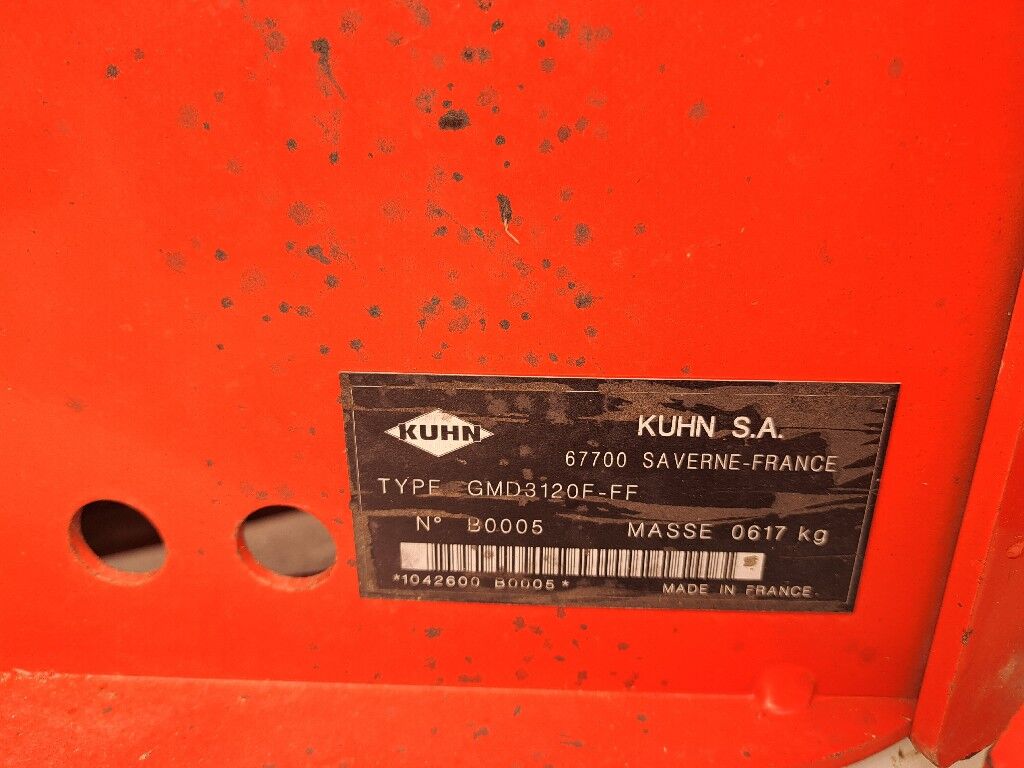 KUHN
KUHN S.A.
67700 SAVERNE-FRANCE
TYPE GMD3120F-FF
N° B0005 MASSE 0617 kg
*1042600 B0005*
MADE IN FRANCE